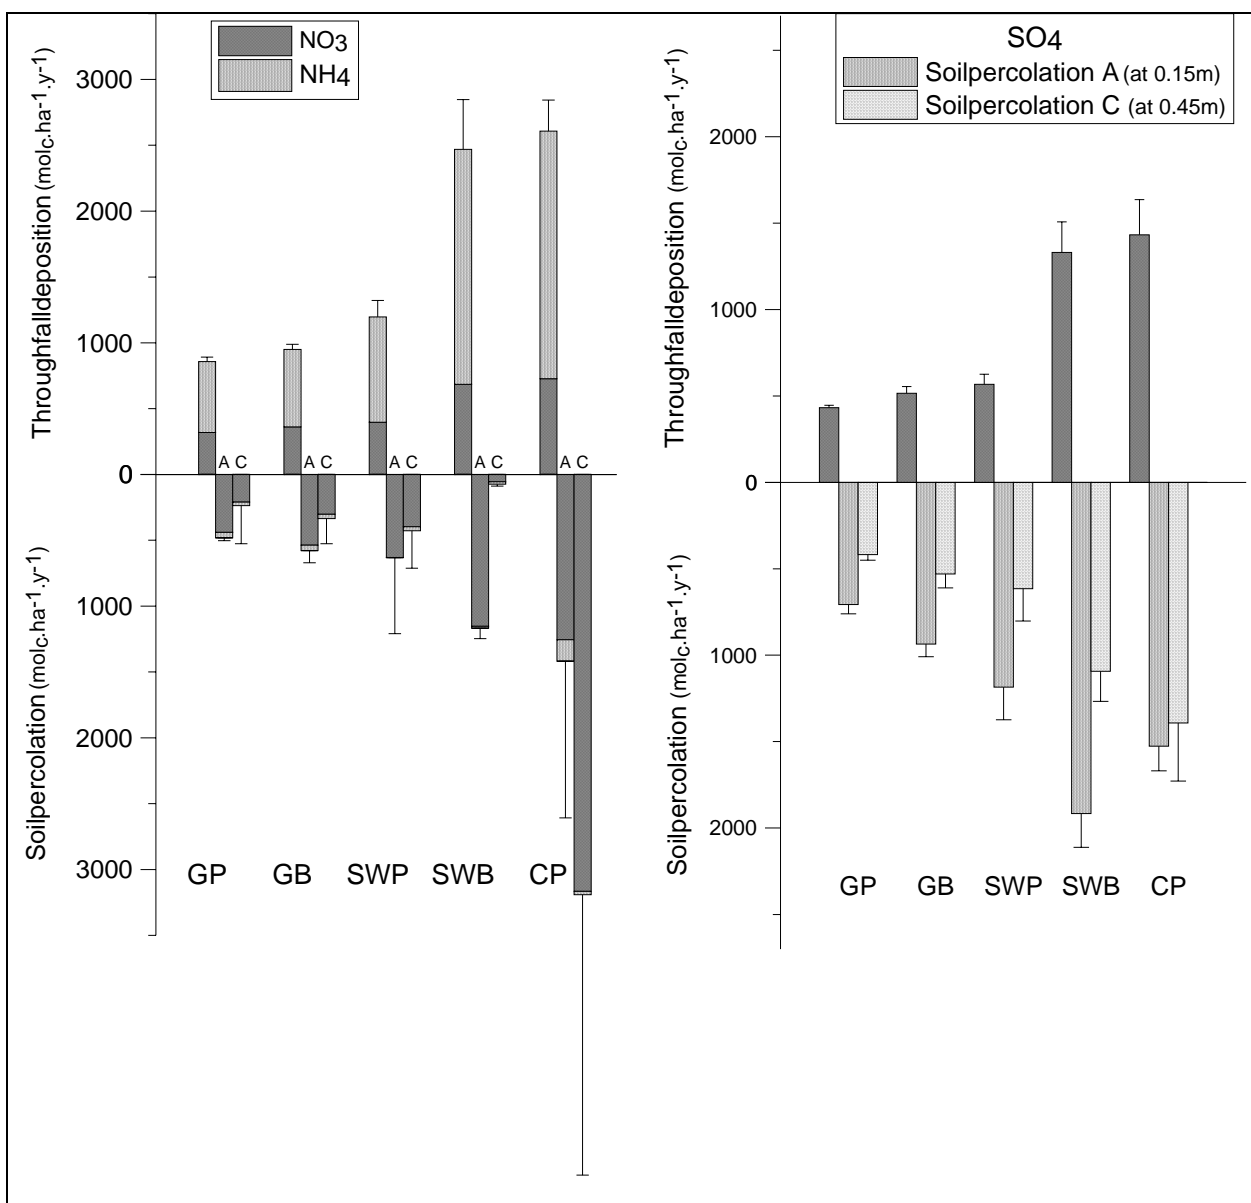 NO3
NH4
Throughfalldeposition (molc.ha-1.y-1)
Soilpercolation (molc.ha-1.y-1)
3000
2000
1000
0
1000
2000
3000
A C
A C
A C
A C
A C
GP
GB
SWP
SWB
CP
SO4
Soilpercolation A (at 0.15m)
Soilpercolation C (at 0.45m)
Throughfalldeposition (molc.ha-1.y-1)
Soilpercolation (molc.ha-1.y-1)
2000
1000
0
1000
2000
GP
GB
SWP
SWB
CP